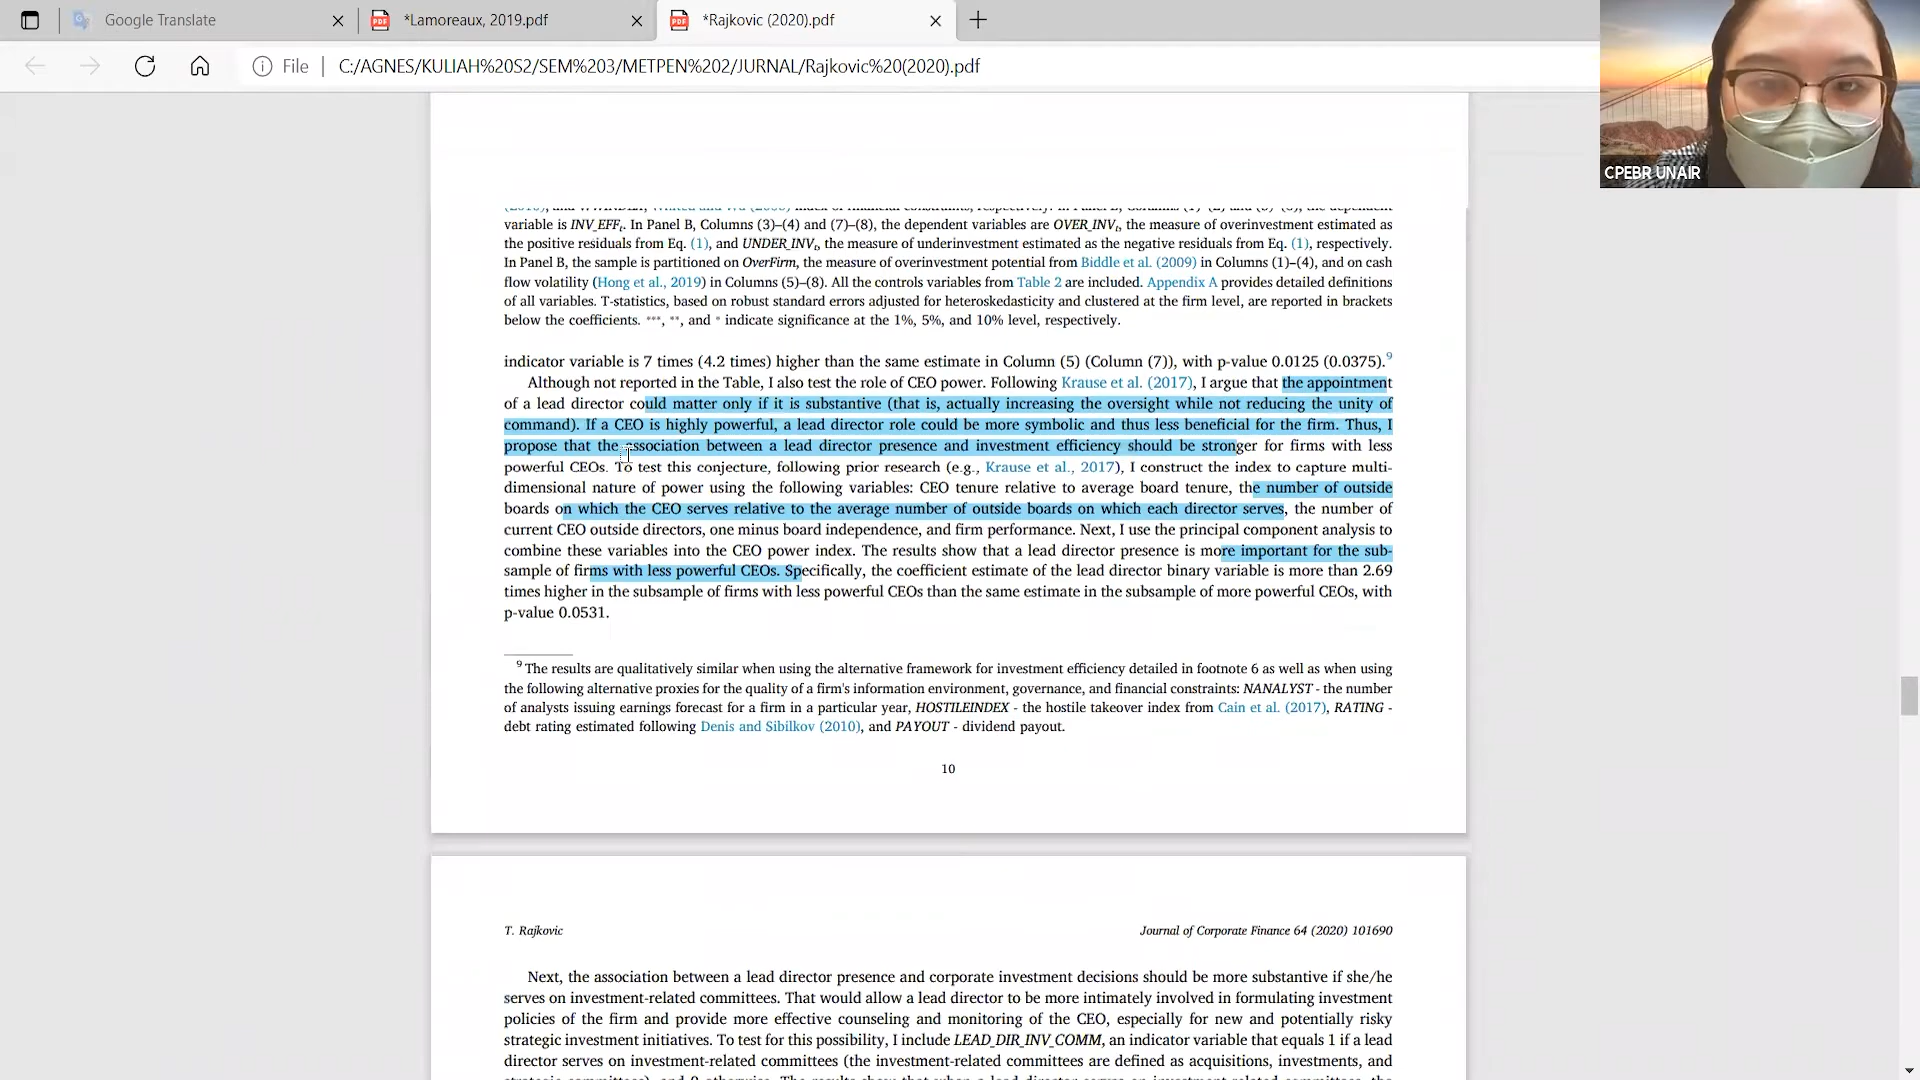 Google Translate
*Lamoreaux, 2019.pdf
*Rajkovic (2020).pdf
File
C:/AGNES/KULIAH%20S2/SEM%203/METPEN%202/JURNAL/Rajkovic%20(2020).pdf
CPEBR UNAIR
variable is INV_EFFt. In Panel B, Columns (3)–(4) and (7)–(8), the dependent variables are OVER_INVt, the measure of overinvestment estimated as
the positive residuals from Eq. (1), and UNDER_INVt, the measure of underinvestment estimated as the negative residuals from Eq. (1), respectively.
In Panel B, the sample is partitioned on OverFirm, the measure of overinvestment potential from Biddle et al. (2009) in Columns (1)–(4), and on cash
flow volatility (Hong et al., 2019) in Columns (5)–(8). All the controls variables from Table 2 are included. Appendix A provides detailed definitions
of all variables. T-statistics, based on robust standard errors adjusted for heteroskedasticity and clustered at the firm level, are reported in brackets
below the coefficients. ***, **, and * indicate significance at the 1%, 5%, and 10% level, respectively.
indicator variable is 7 times (4.2 times) higher than the same estimate in Column (5) (Column (7)), with p-value 0.0125 (0.0375).9
Although not reported in the Table, I also test the role of CEO power. Following Krause et al. (2017), I argue that the appointment
of a lead director could matter only if it is substantive (that is, actually increasing the oversight while not reducing the unity of
command). If a CEO is highly powerful, a lead director role could be more symbolic and thus less beneficial for the firm. Thus, I
propose that the association between a lead director presence and investment efficiency should be stronger for firms with less
powerful CEOs. To test this conjecture, following prior research (e.g., Krause et al., 2017), I construct the index to capture multi-
dimensional nature of power using the following variables: CEO tenure relative to average board tenure, the number of outside
boards on which the CEO serves relative to the average number of outside boards on which each director serves, the number of
current CEO outside directors, one minus board independence, and firm performance. Next, I use the principal component analysis to
combine these variables into the CEO power index. The results show that a lead director presence is more important for the sub-
sample of firms with less powerful CEOs. Specifically, the coefficient estimate of the lead director binary variable is more than 2.69
times higher in the subsample of firms with less powerful CEOs than the same estimate in the subsample of more powerful CEOs, with
p-value 0.0531.
9 The results are qualitatively similar when using the alternative framework for investment efficiency detailed in footnote 6 as well as when using
the following alternative proxies for the quality of a firm's information environment, governance, and financial constraints: NANALYST - the number
of analysts issuing earnings forecast for a firm in a particular year, HOSTILEINDEX - the hostile takeover index from Cain et al. (2017), RATING -
debt rating estimated following Denis and Sibilkov (2010), and PAYOUT - dividend payout.
10
T. Rajkovic
Journal of Corporate Finance 64 (2020) 101690
Next, the association between a lead director presence and corporate investment decisions should be more substantive if she/he
serves on investment-related committees. That would allow a lead director to be more intimately involved in formulating investment
policies of the firm and provide more effective counseling and monitoring of the CEO, especially for new and potentially risky
strategic investment initiatives. To test for this possibility, I include LEAD_DIR_INV_COMM, an indicator variable that equals 1 if a lead
director serves on investment-related committees (the investment-related committees are defined as acquisitions, investments, and